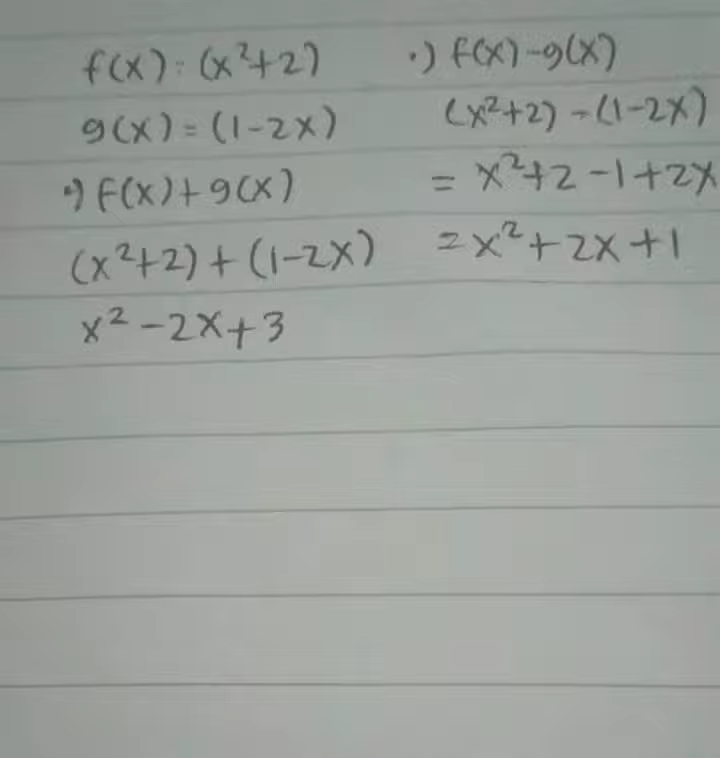 f(x) : (x²+2)
g(x) = (1-2x)
•) f(x) + g(x)
(x²+2) + (1-2x)
x² - 2x + 3
•) f(x) - g(x)
(x²+2) - (1-2x)
= x²+2 - 1 + 2x
= x² + 2x + 1